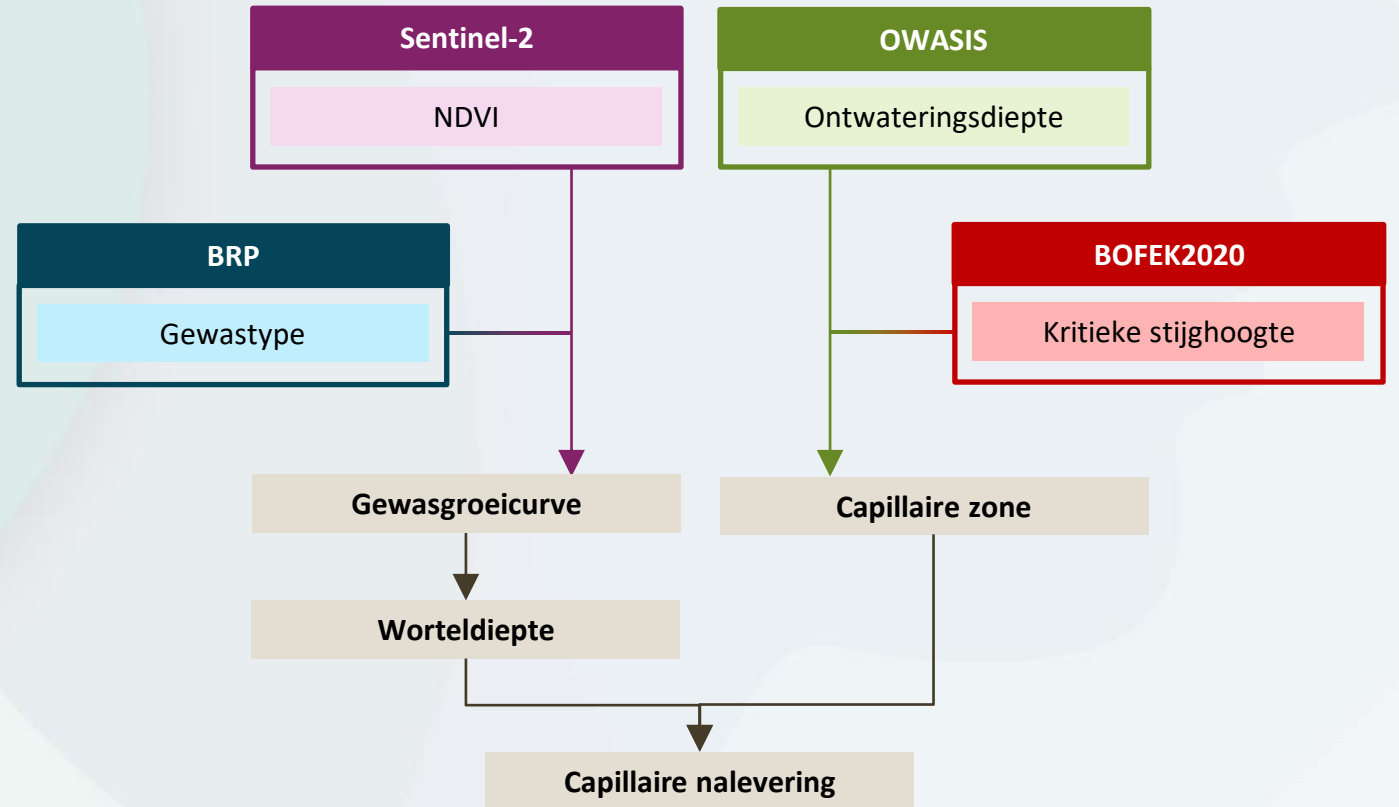 Sentinel-2
NDVI
OWASIS
Ontwateringsdiepte
BRP
Gewastype
BOFEK2020
Kritieke stijghoogte
Gewasgroeicurve
Capillaire zone
Worteldiepte
Capillaire nalevering